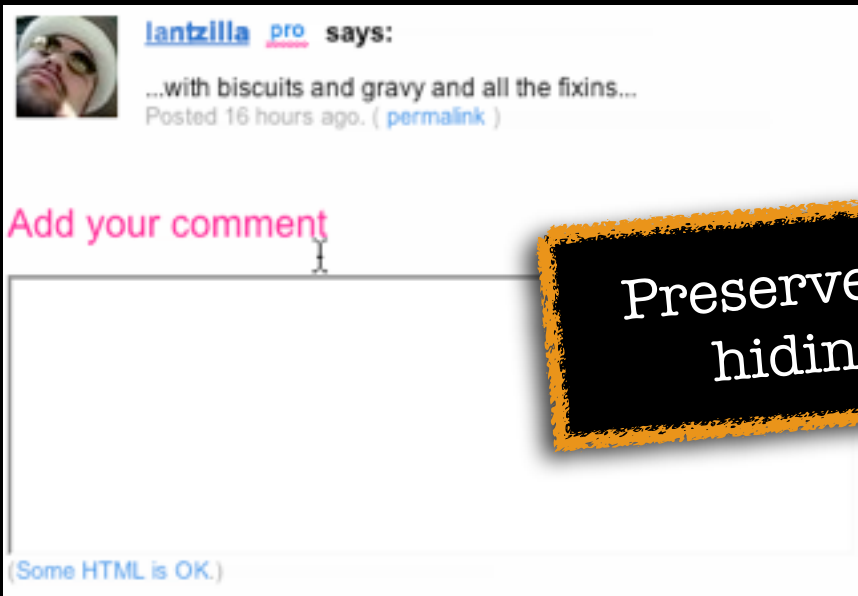 lantzilla pro says:
...with biscuits and gravy and all the fixins...
Posted 16 hours ago. ( permalink )
Add your comment
Preserve
hidin
(Some HTML is OK.)